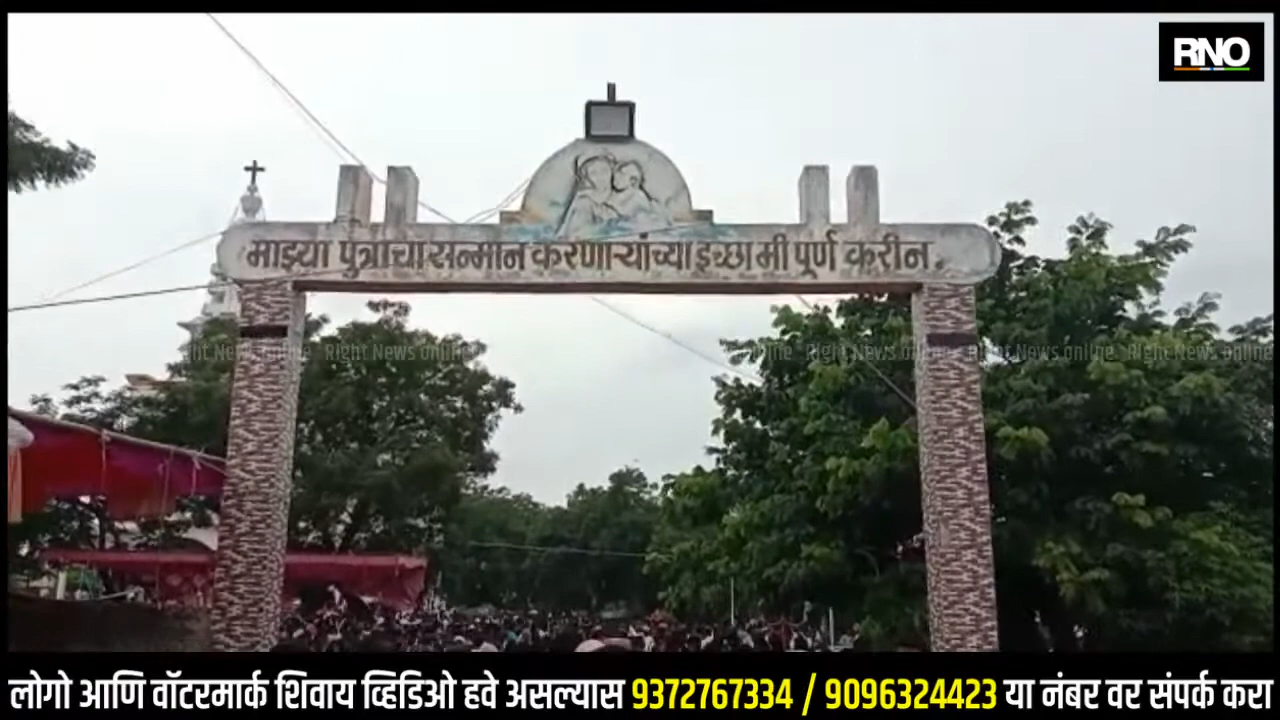 RNO
माझ्या पुत्राचा सन्मान करणाऱ्यांच्या इच्छा मी पूर्ण करीन.
Right News online Right News online Right News online Right News online
लोगो आणि वॉटरमार्क शिवाय व्हिडिओ हवे असल्यास 9372767334 / 9096324423 या नंबर वर संपर्क करा